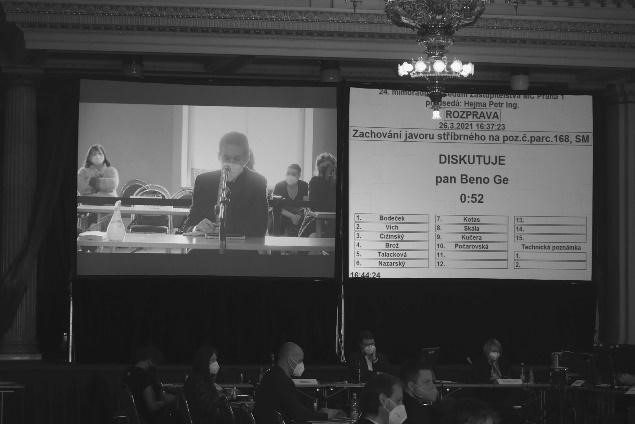 24. mimořádné zasedání Zastupitelstva MČ Praha 1
předsedá: Hejma Petr Ing.
ROZPRAVA
26.3.2021 16:37:23
Zachování javoru stříbrného na poz.č.parc.168, SM
DISKUTUJE
pan Beno Ge
0:52
1. Bodeček 7. Kotas 13.
2. Vích 8. Skála 14.
3. Čižinský 9. Kučera 15.
4. Brož 10. Počarovská Technická poznámka
5. Talacková 11. 1.
6. Nazarský 12. 2.
16:44:24